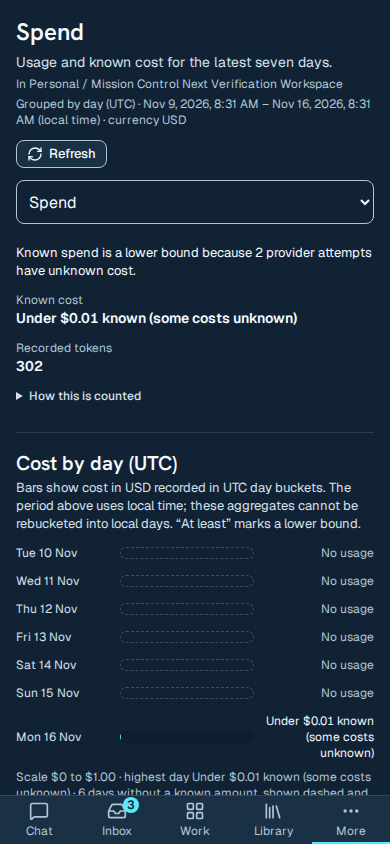 Spend
Usage and known cost for the latest seven days.
In Personal / Mission Control Next Verification Workspace
Grouped by day (UTC) · Nov 9, 2026, 8:31 AM – Nov 16, 2026, 8:31
AM (local time) · currency USD
Refresh
Spend
Known spend is a lower bound because 2 provider attempts
have unknown cost.
Known cost
Under $0.01 known (some costs unknown)
Recorded tokens
302
How this is counted
Cost by day (UTC)
Bars show cost in USD recorded in UTC day buckets. The
period above uses local time; these aggregates cannot be
rebucketed into local days. “At least” marks a lower bound.
Tue 10 Nov No usage
Wed 11 Nov No usage
Thu 12 Nov No usage
Fri 13 Nov No usage
Sat 14 Nov No usage
Sun 15 Nov No usage
Mon 16 Nov Under $0.01 known
(some costs
unknown)
Scale $0 to $1.00 · highest day Under $0.01 known (some costs
unknown) · 6 days without a known amount, shown dashed and
3
Chat Inbox Work Library More